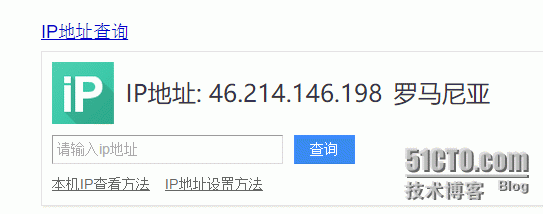 IP地址查询
iP
IP地址: 46.214.146.198 罗马尼亚
请输入ip地址
查询
本机IP查看方法 IP地址设置方法
51CTO.com
技术博客 Blog